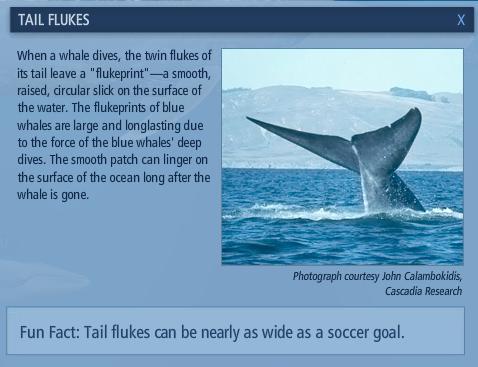 TAIL FLUKES X
When a whale dives, the twin flukes of
its tail leave a "flukeprint"—a smooth,
raised, circular slick on the surface of
the water. The flukeprints of blue
whales are large and longlasting due
to the force of the blue whales' deep
dives. The smooth patch can linger on
the surface of the ocean long after the
whale is gone.
Photograph courtesy John Calambokidis,
Cascadia Research
Fun Fact: Tail flukes can be nearly as wide as a soccer goal.